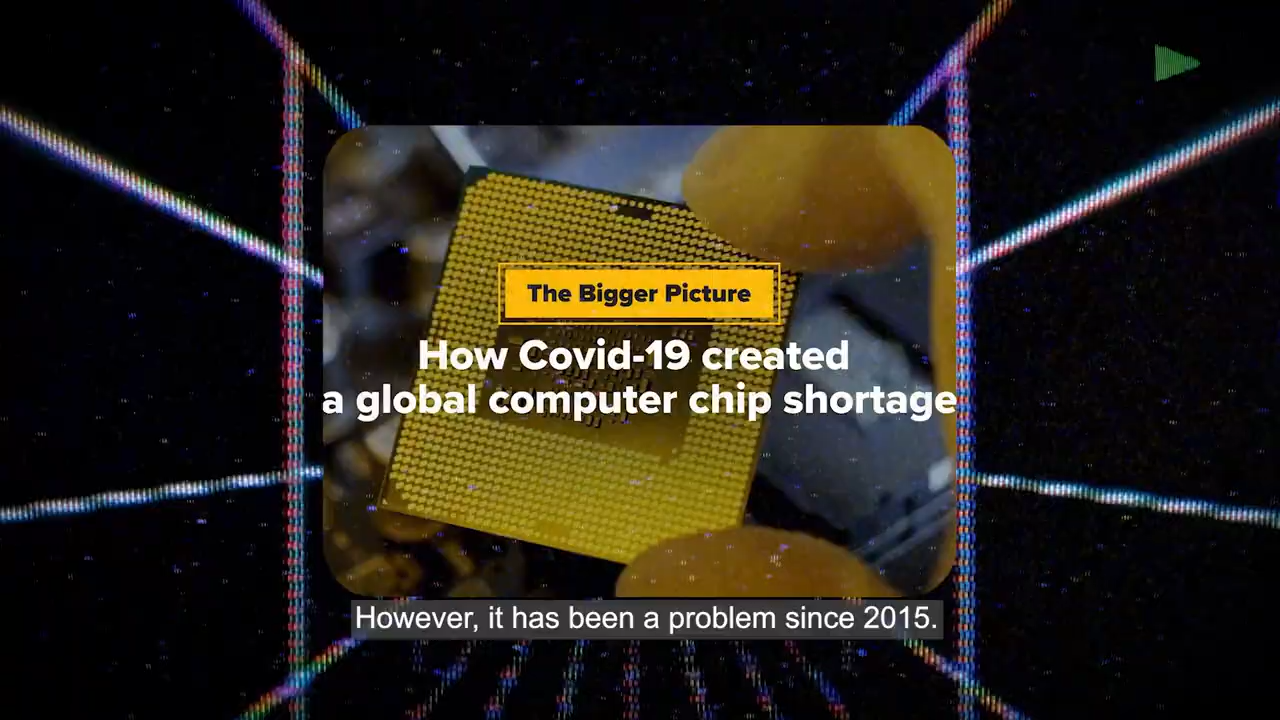 The Bigger Picture
How Covid-19 created
a global computer chip shortage
However, it has been a problem since 2015.